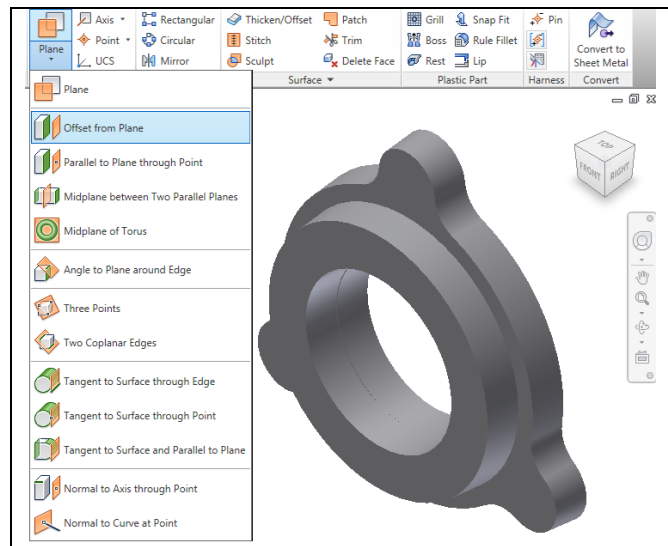 Plane
Axis
Point
UCS
Rectangular
Circular
Mirror
Thicken/Offset
Stitch
Sculpt
Patch
Trim
Delete Face
Surface
Grill
Boss
Rest
Snap Fit
Rule Fillet
Lip
Plastic Part
Pin
Harness
Convert to
Sheet Metal
Convert
Plane
Offset from Plane
Parallel to Plane through Point
Midplane between Two Parallel Planes
Midplane of Torus
Angle to Plane around Edge
Three Points
Two Coplanar Edges
Tangent to Surface through Edge
Tangent to Surface through Point
Tangent to Surface and Parallel to Plane
Normal to Axis through Point
Normal to Curve at Point
TOP
FRONT
RIGHT